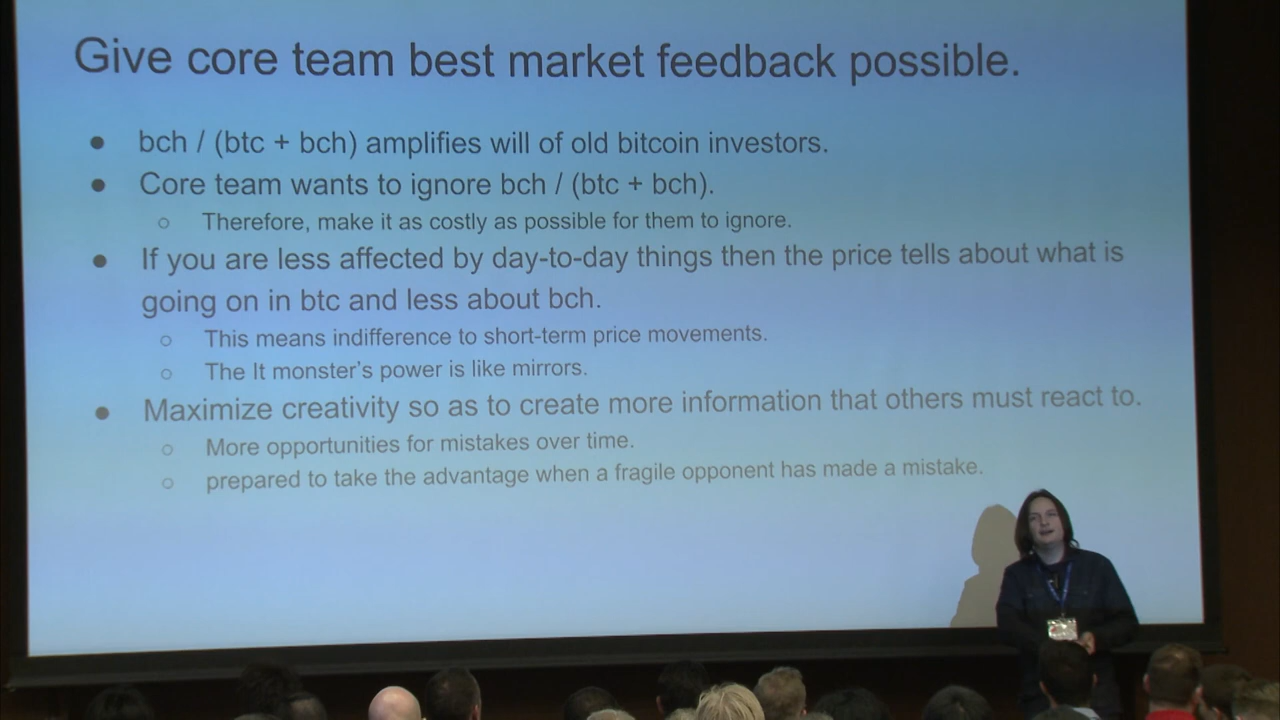 Give core team best market feedback possible.
● bch / (btc + bch) amplifies will of old bitcoin investors.
● Core team wants to ignore bch / (btc + bch).
○ Therefore, make it as costly as possible for them to ignore.
● If you are less affected by day-to-day things then the price tells about what is
going on in btc and less about bch.
○ This means indifference to short-term price movements.
○ The It monster's power is like mirrors.
● Maximize creativity so as to create more information that others must react to.
○ More opportunities for mistakes over time.
○ prepared to take the advantage when a fragile opponent has made a mistake.